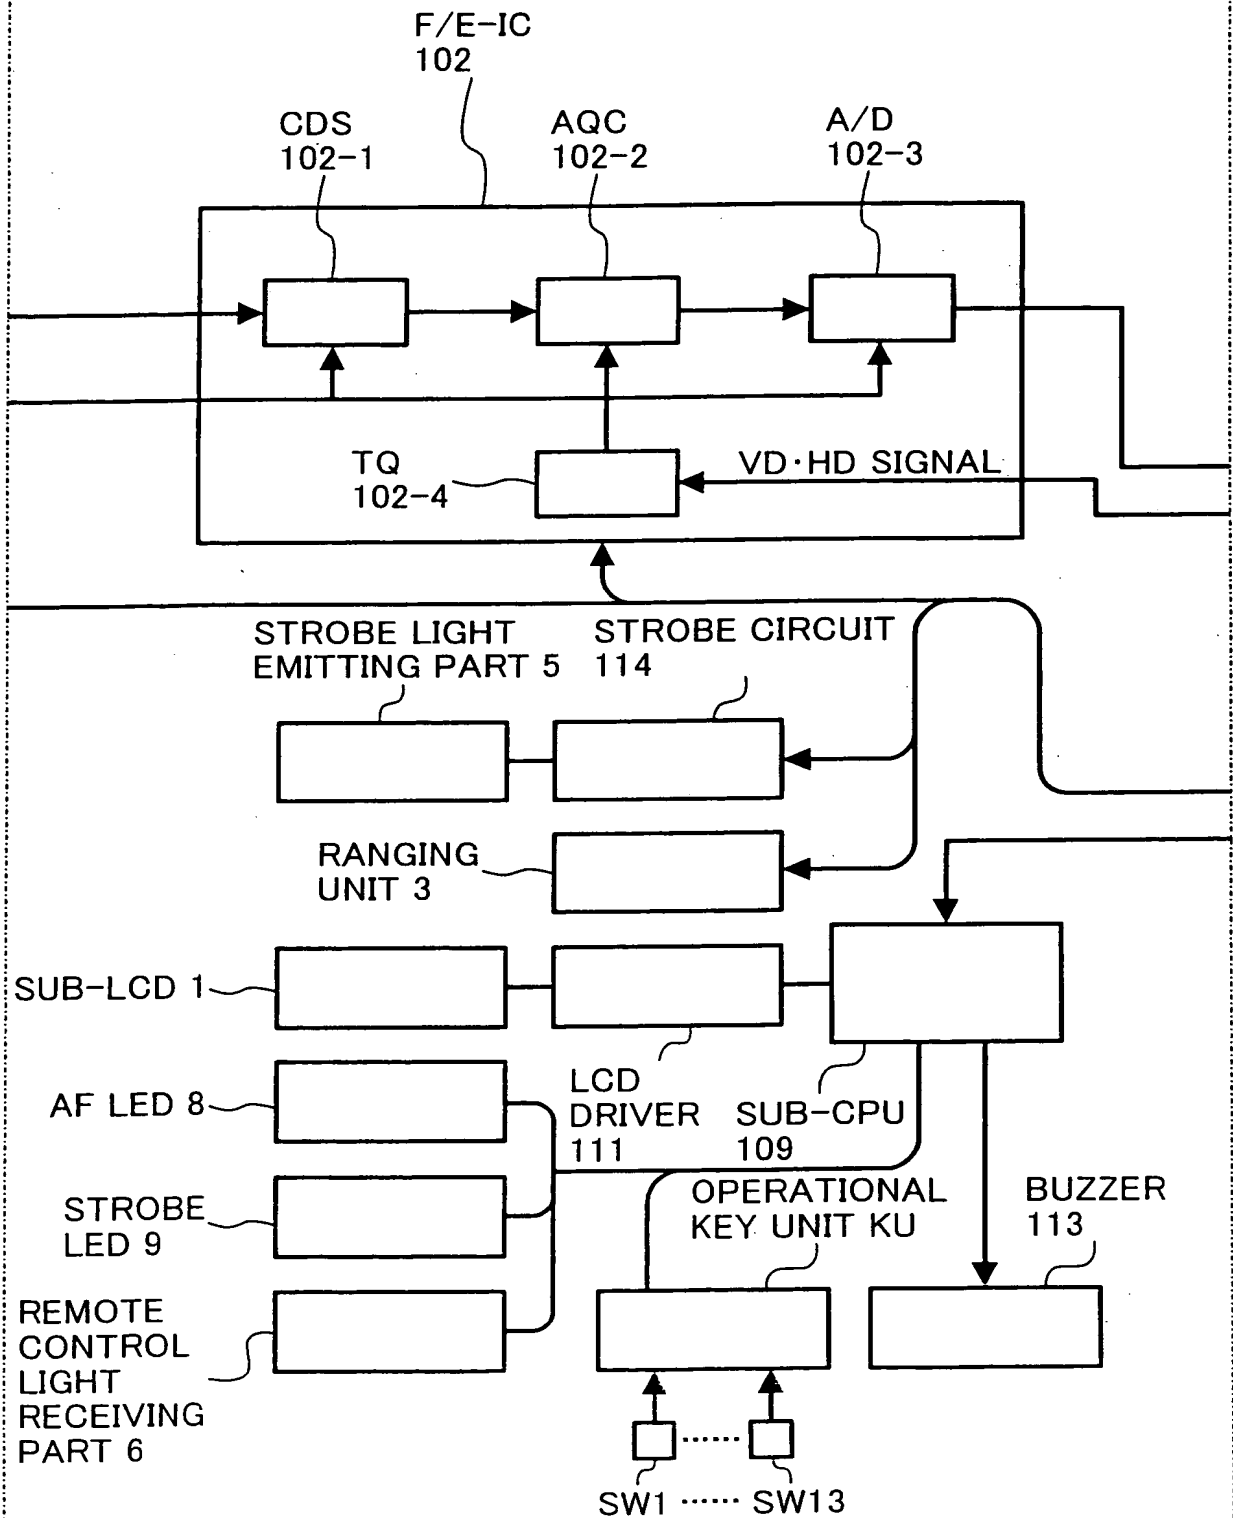 F/E-IC
102
CDS
102-1
AQC
102-2
A/D
102-3
TQ
102-4
VD·HD SIGNAL
STROBE LIGHT
EMITTING PART 5
STROBE CIRCUIT
114
RANGING
UNIT 3
SUB-LCD 1
LCD
DRIVER
111
SUB-CPU
109
AF LED 8
STROBE
LED 9
OPERATIONAL
KEY UNIT KU
BUZZER
113
REMOTE
CONTROL
LIGHT
RECEIVING
PART 6
SW1 ······ SW13